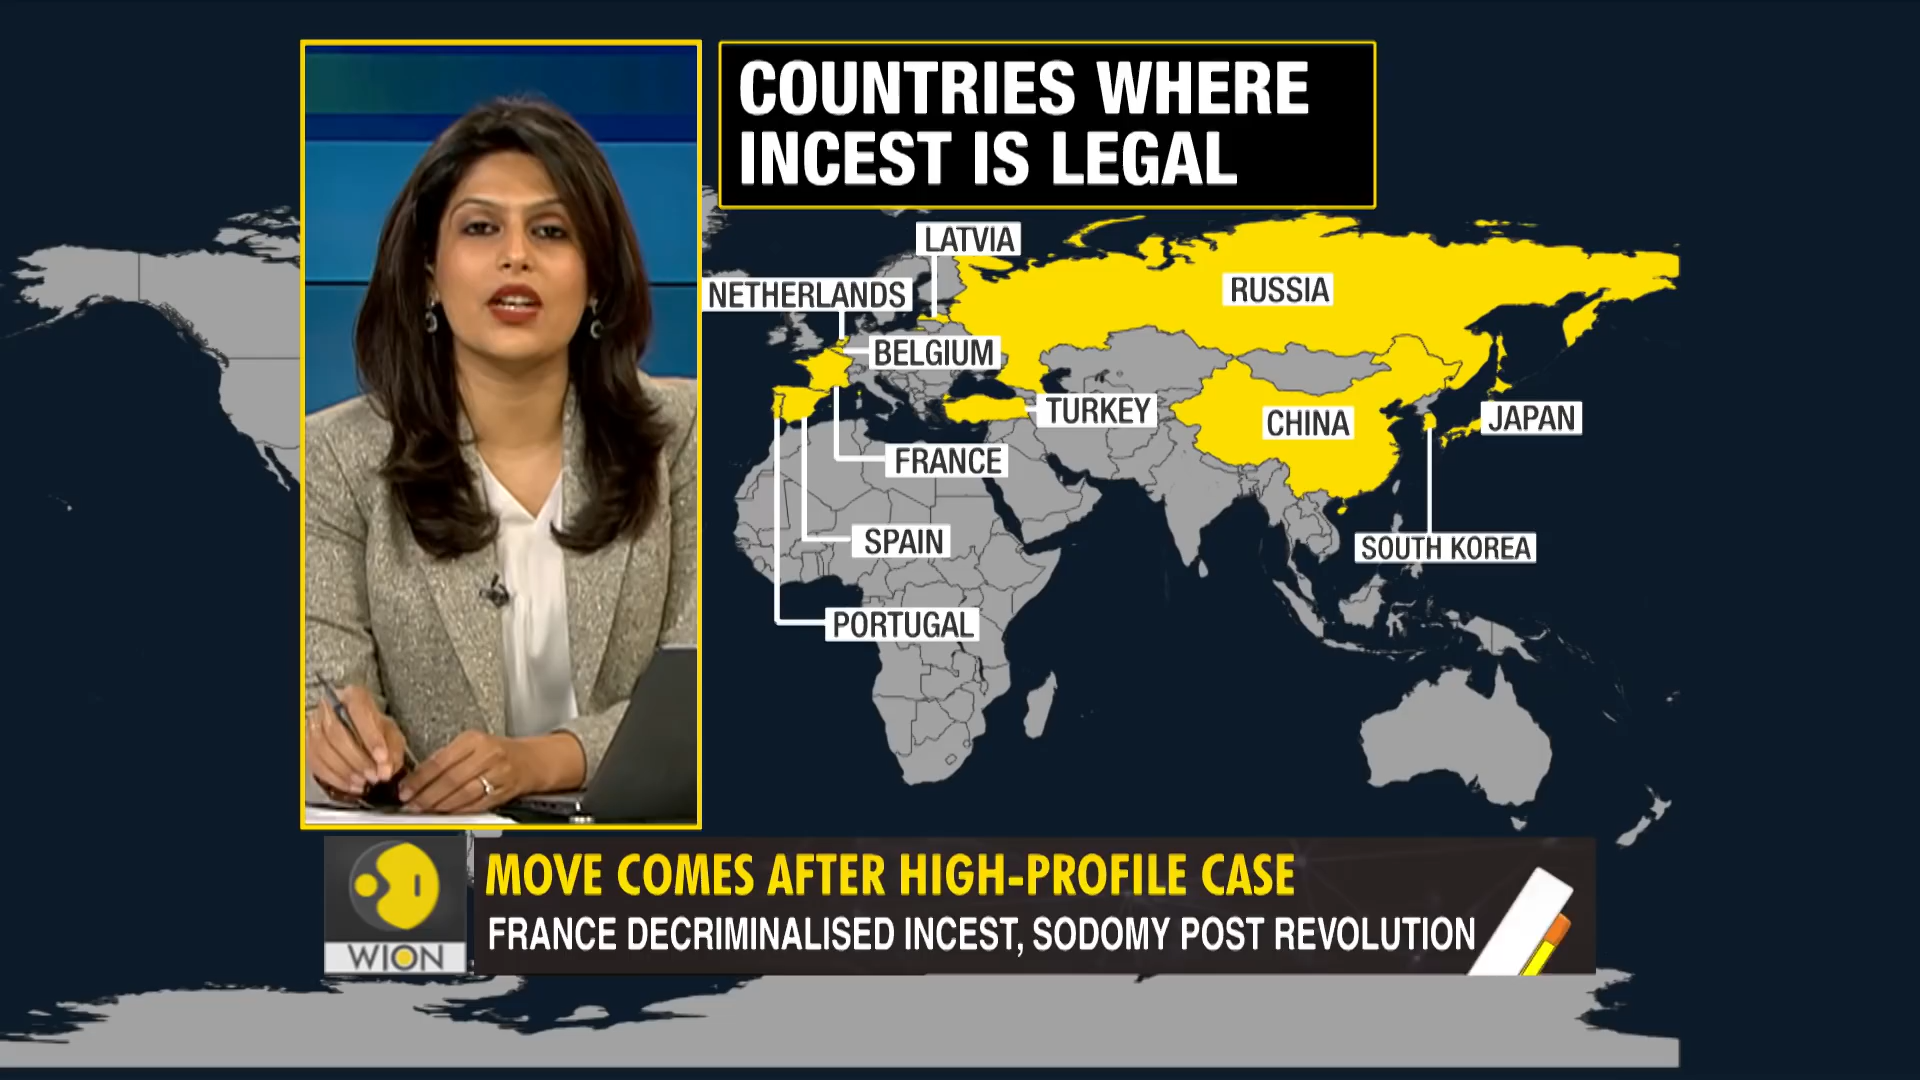 COUNTRIES WHERE
INCEST IS LEGAL
LATVIA
NETHERLANDS
RUSSIA
BELGIUM
TURKEY
CHINA
JAPAN
FRANCE
SPAIN
SOUTH KOREA
PORTUGAL
MOVE COMES AFTER HIGH-PROFILE CASE
FRANCE DECRIMINALISED INCEST, SODOMY POST REVOLUTION
WION